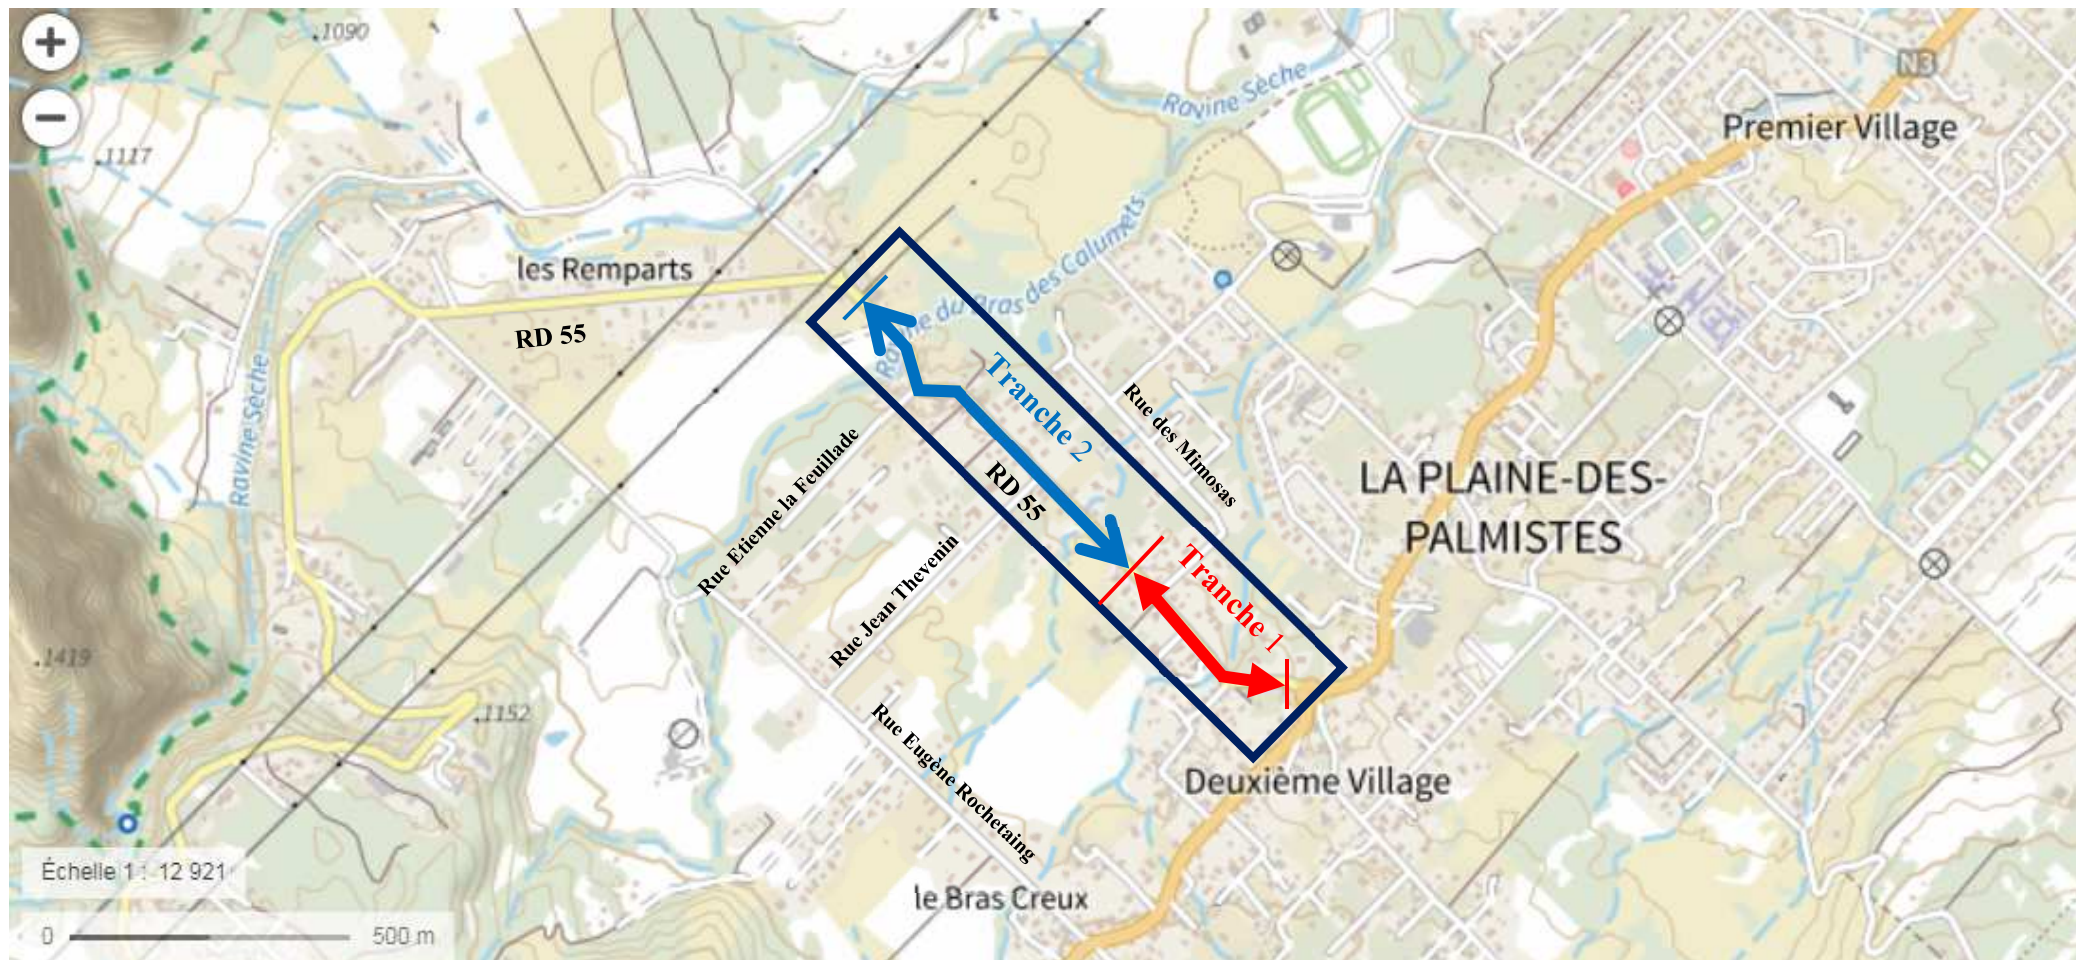 +
−
.1090
N3
Ravine Sèche
Premier Village
.1117
les Remparts
Ravine du Bras des Calumets
RD 55
Ravine Sèche
Tranche 2
Rue des Mimosas
Rue Etienne la Feuillade
RD 55
LA PLAINE-DES-
PALMISTES
Rue Jean Thevenin
Tranche 1
.1419
.1152
Rue Eugène Rochetaing
Deuxième Village
Échelle 1 : 12 921
le Bras Creux
0
500 m